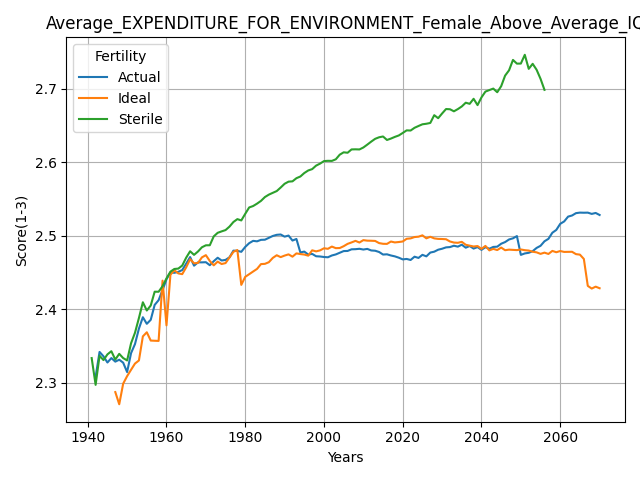 Average_EXPENDITURE_FOR_ENVIRONMENT_Female_Above_Average_IQ
Fertility
Actual
Ideal
Sterile
Score(1-3)
2.7
2.6
2.5
2.4
2.3
1940 1960 1980 2000 2020 2040 2060
Years